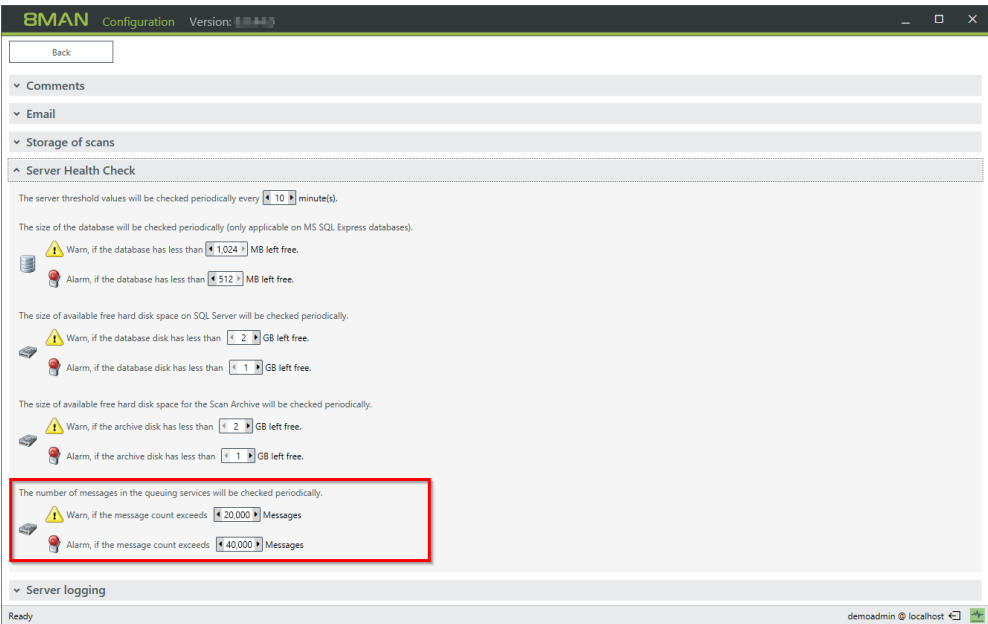 8MAN Configuration Version:
Back
Comments
Email
Storage of scans
Server Health Check
The server threshold values will be checked periodically every 10 minute(s).
The size of the database will be checked periodically (only applicable on MS SQL Express databases).
Warn, if the database has less than 1,024 MB left free.
Alarm, if the database has less than 512 MB left free.
The size of available free hard disk space on SQL Server will be checked periodically.
Warn, if the database disk has less than 2 GB left free.
Alarm, if the database disk has less than 1 GB left free.
The size of available free hard disk space for the Scan Archive will be checked periodically.
Warn, if the archive disk has less than 2 GB left free.
Alarm, if the archive disk has less than 1 GB left free.
The number of messages in the queuing services will be checked periodically.
Warn, if the message count exceeds 20,000 Messages
Alarm, if the message count exceeds 40,000 Messages
Server logging
Ready demoadmin @ localhost